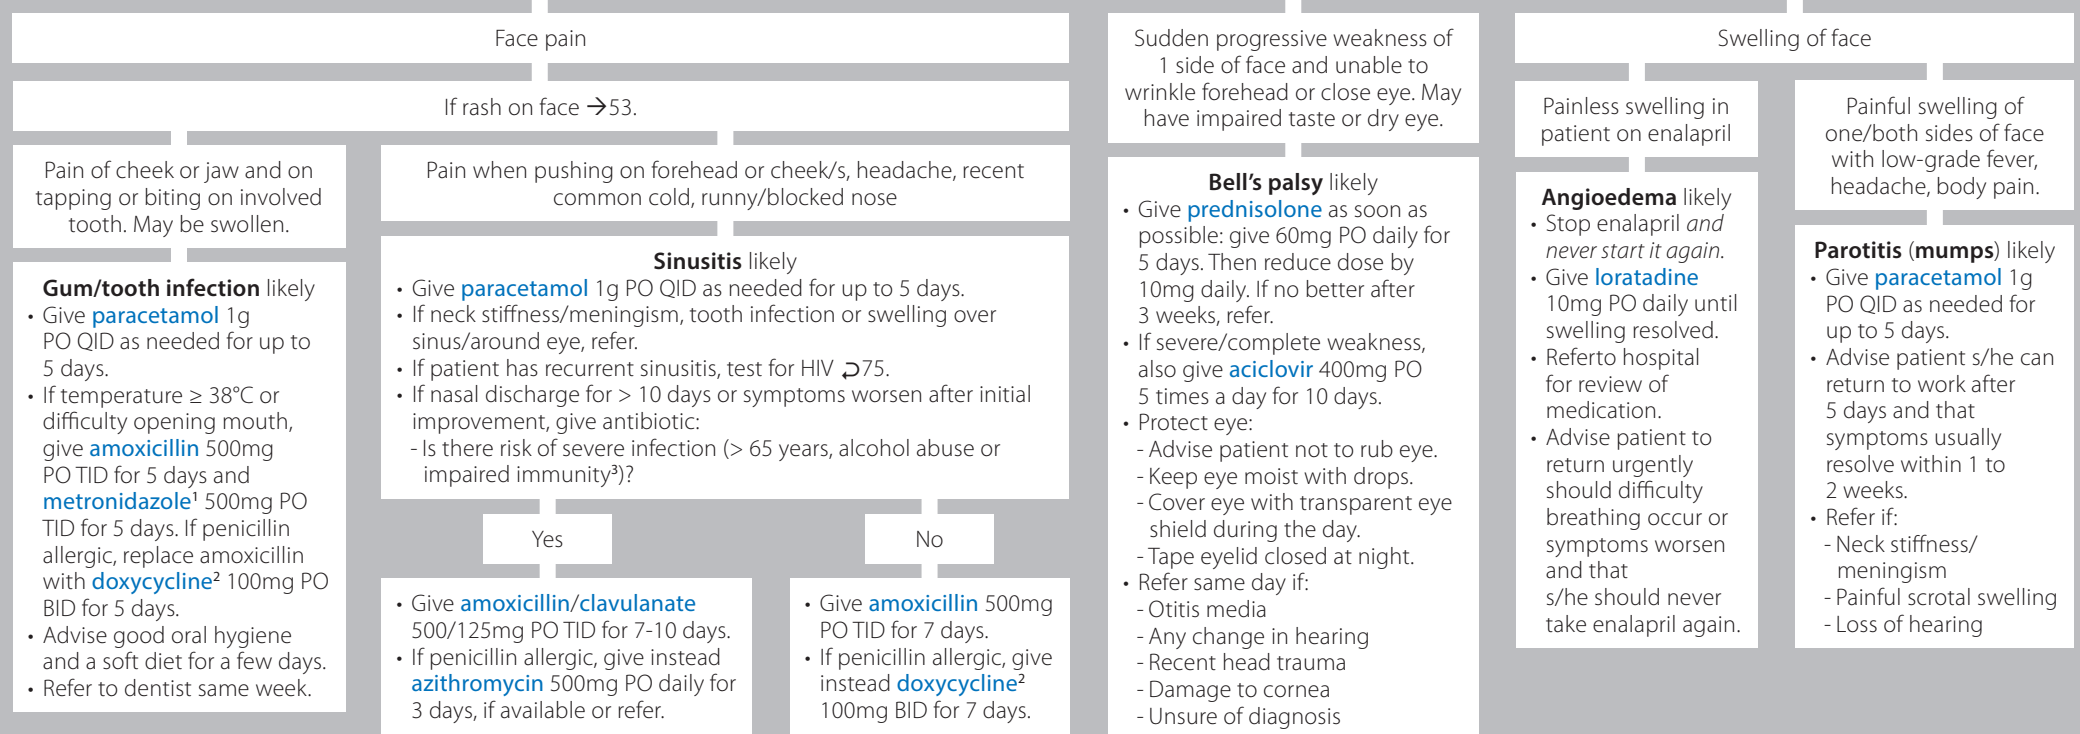 Face pain
If rash on face →53.
Pain of cheek or jaw and on
tapping or biting on involved
tooth. May be swollen.
Gum/tooth infection likely
• Give paracetamol 1g
PO QID as needed for up to
5 days.
• If temperature ≥ 38°C or
difficulty opening mouth,
give amoxicillin 500mg
PO TID for 5 days and
metronidazole¹ 500mg PO
TID for 5 days. If penicillin
allergic, replace amoxicillin
with doxycycline² 100mg PO
BID for 5 days.
• Advise good oral hygiene
and a soft diet for a few days.
• Refer to dentist same week.
Pain when pushing on forehead or cheek/s, headache, recent
common cold, runny/blocked nose
Sinusitis likely
• Give paracetamol 1g PO QID as needed for up to 5 days.
• If neck stiffness/meningism, tooth infection or swelling over
sinus/around eye, refer.
• If patient has recurrent sinusitis, test for HIV ⊃75.
• If nasal discharge for > 10 days or symptoms worsen after initial
improvement, give antibiotic:
- Is there risk of severe infection (> 65 years, alcohol abuse or
impaired immunity³)?
Yes
• Give amoxicillin/clavulanate
500/125mg PO TID for 7-10 days.
• If penicillin allergic, give instead
azithromycin 500mg PO daily for
3 days, if available or refer.
No
• Give amoxicillin 500mg
PO TID for 7 days.
• If penicillin allergic, give
instead doxycycline²
100mg BID for 7 days.
Sudden progressive weakness of
1 side of face and unable to
wrinkle forehead or close eye. May
have impaired taste or dry eye.
Bell's palsy likely
• Give prednisolone as soon as
possible: give 60mg PO daily for
5 days. Then reduce dose by
10mg daily. If no better after
3 weeks, refer.
• If severe/complete weakness,
also give aciclovir 400mg PO
5 times a day for 10 days.
• Protect eye:
- Advise patient not to rub eye.
- Keep eye moist with drops.
- Cover eye with transparent eye
shield during the day.
- Tape eyelid closed at night.
• Refer same day if:
- Otitis media
- Any change in hearing
- Recent head trauma
- Damage to cornea
- Unsure of diagnosis
Swelling of face
Painless swelling in
patient on enalapril
Angioedema likely
• Stop enalapril and
never start it again.
• Give loratadine
10mg PO daily until
swelling resolved.
• Referto hospital
for review of
medication.
• Advise patient to
return urgently
should difficulty
breathing occur or
symptoms worsen
and that
s/he should never
take enalapril again.
Painful swelling of
one/both sides of face
with low-grade fever,
headache, body pain.
Parotitis (mumps) likely
• Give paracetamol 1g
PO QID as needed for
up to 5 days.
• Advise patient s/he can
return to work after
5 days and that
symptoms usually
resolve within 1 to
2 weeks.
• Refer if:
- Neck stiffness/
meningism
- Painful scrotal swelling
- Loss of hearing